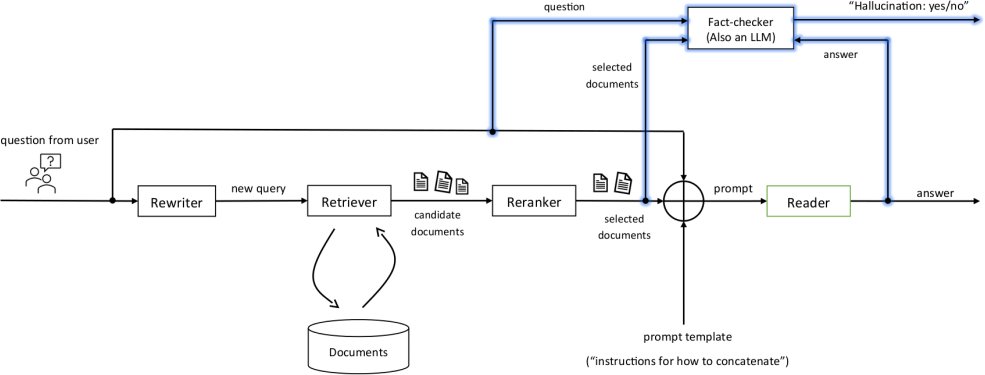 question
Fact-checker
(Also an LLM)
“Hallucination: yes/no”
selected
documents
answer
question from user
?
Rewriter
new query
Retriever
candidate
documents
Reranker
selected
documents
prompt
Reader
answer
Documents
prompt template
(“instructions for how to concatenate”)